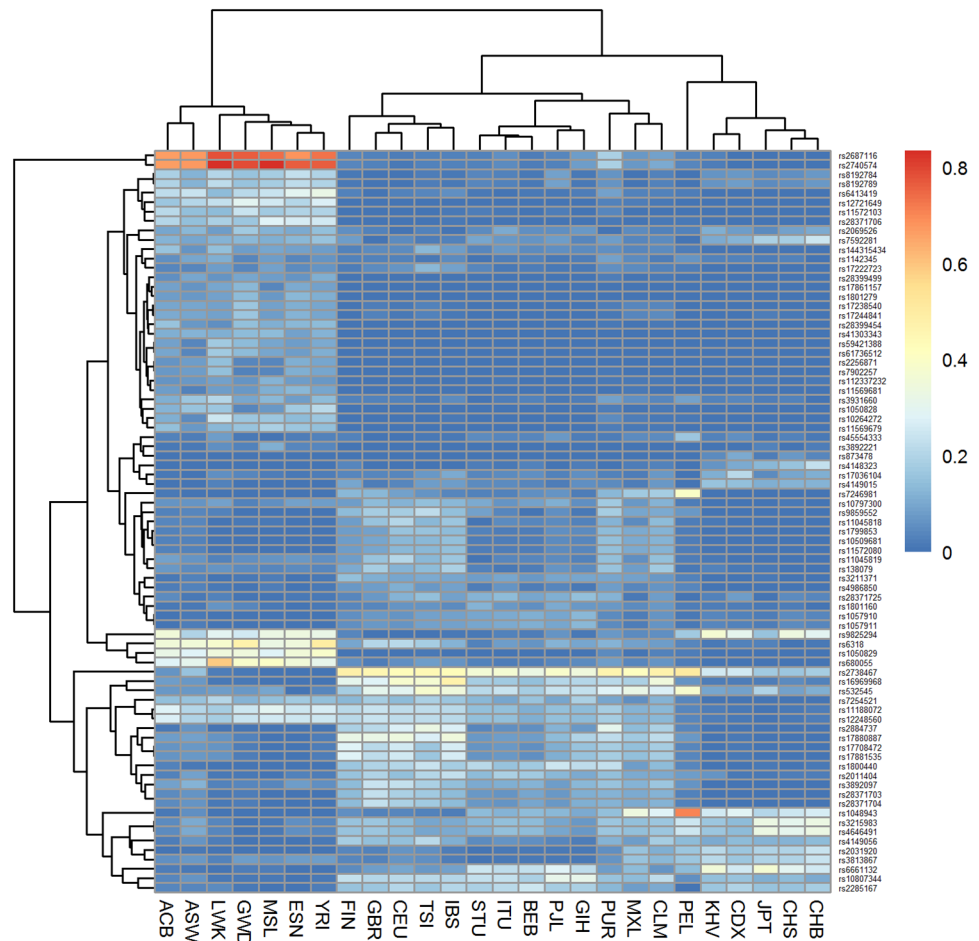 rs2687116
rs2740574
rs8192784
rs8192789
rs6413419
rs12721649
rs11572103
rs28371706
rs2069526
rs7592281
rs144315434
rs1142345
rs17222723
rs28399499
rs17861157
rs1801279
rs17238540
rs17244841
rs28399454
rs41303343
rs59421388
rs61736512
rs2256871
rs7902257
rs112337232
rs11569681
rs3931660
rs1050828
rs10264272
rs11569679
rs45554333
rs3892221
rs873478
rs4148323
rs17036104
rs4149015
rs7246981
rs10797300
rs9859552
rs11045818
rs1799853
rs10509681
rs11572080
rs11045819
rs138079
rs3211371
rs4986850
rs28371725
rs1801160
rs1057910
rs1057911
rs9825294
rs6318
rs1050829
rs680055
rs2738467
rs16969968
rs532545
rs7254521
rs11188072
rs12248560
rs2884737
rs17880887
rs17708472
rs17881535
rs1800440
rs2011404
rs3892097
rs28371703
rs28371704
rs1048943
rs3215983
rs4646491
rs4149056
rs2031920
rs3813867
rs6661132
rs10807344
rs2285167
0.8
0.6
0.4
0.2
0
ACB
ASW
LWK
GWD
MSL
ESN
YRI
FIN
GBR
CEU
TSI
IBS
STU
ITU
BEB
PJL
GIH
PUR
MXL
CLM
PEL
KHV
CDX
JPT
CHS
CHB